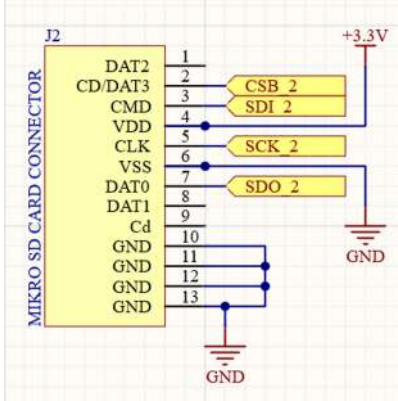 J2
+3.3V
MIKRO SD CARD CONNECTOR
DAT2 1
CD/DAT3 2 CSB_2
CMD 3 SDI_2
VDD 4
CLK 5 SCK_2
VSS 6
DAT0 7 SDO_2
DAT1 8
Cd 9
GND 10
GND 11
GND 12
GND 13
GND
GND